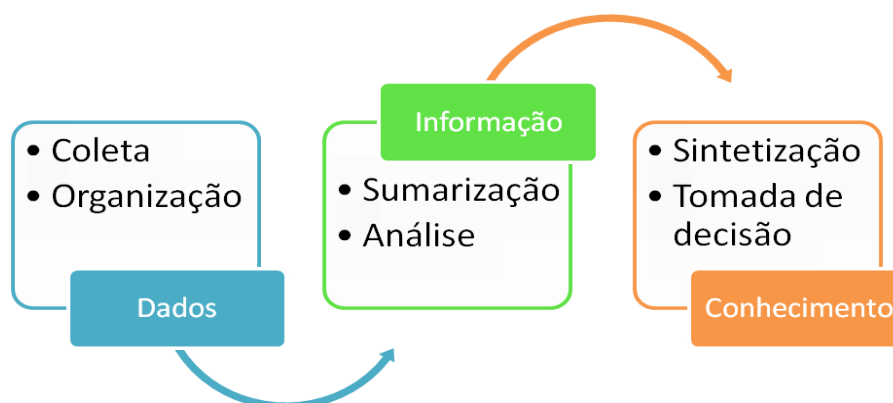 • Coleta
• Organização
Dados
Informação
• Sumarização
• Análise
• Sintetização
• Tomada de
decisão
Conhecimento